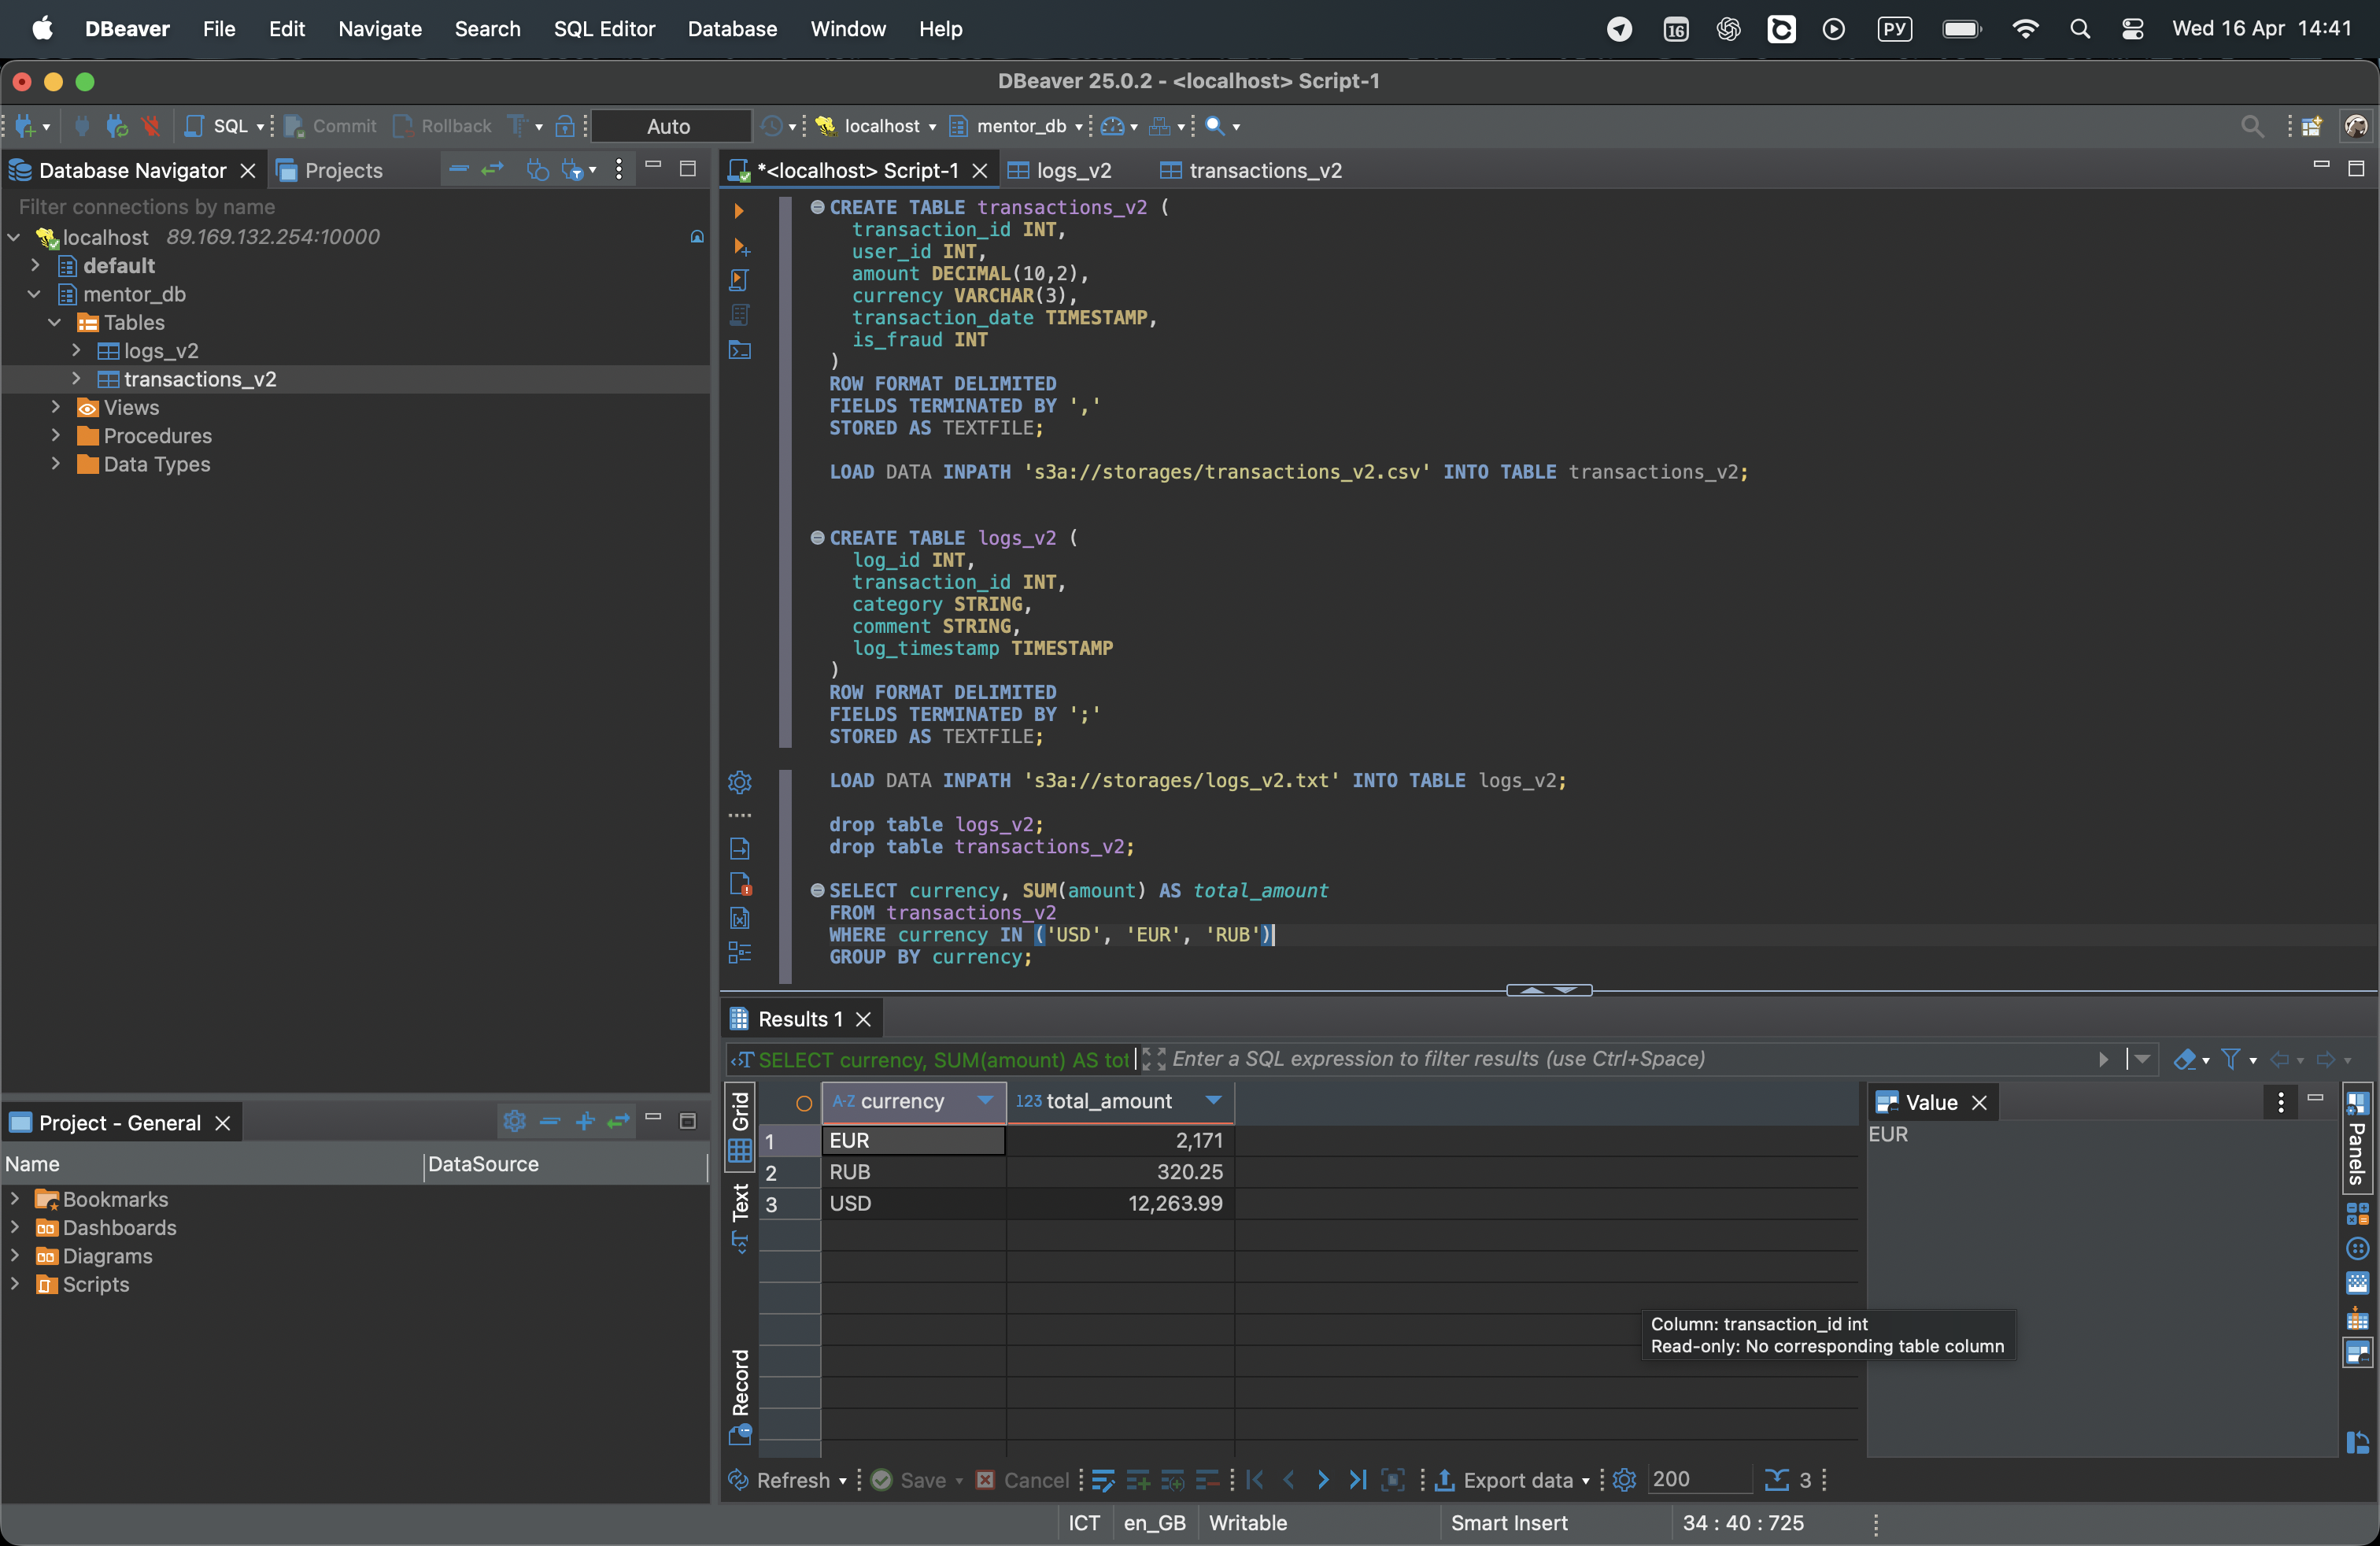 DBeaver File Edit Navigate Search SQL Editor Database Window Help 16 РУ Wed 16 Apr 14:41
DBeaver 25.0.2 - <localhost> Script-1
SQL Commit Rollback Auto localhost mentor_db
Database Navigator Projects
Filter connections by name
localhost 89.169.132.254:10000
default
mentor_db
Tables
logs_v2
transactions_v2
Views
Procedures
Data Types
*<localhost> Script-1 logs_v2 transactions_v2
CREATE TABLE transactions_v2 (
transaction_id INT,
user_id INT,
amount DECIMAL(10,2),
currency VARCHAR(3),
transaction_date TIMESTAMP,
is_fraud INT
)
ROW FORMAT DELIMITED
FIELDS TERMINATED BY ','
STORED AS TEXTFILE;
LOAD DATA INPATH 's3a://storages/transactions_v2.csv' INTO TABLE transactions_v2;
CREATE TABLE logs_v2 (
log_id INT,
transaction_id INT,
category STRING,
comment STRING,
log_timestamp TIMESTAMP
)
ROW FORMAT DELIMITED
FIELDS TERMINATED BY ';'
STORED AS TEXTFILE;
LOAD DATA INPATH 's3a://storages/logs_v2.txt' INTO TABLE logs_v2;
drop table logs_v2;
drop table transactions_v2;
SELECT currency, SUM(amount) AS total_amount
FROM transactions_v2
WHERE currency IN ('USD', 'EUR', 'RUB')
GROUP BY currency;
Project - General
Name DataSource
Bookmarks
Dashboards
Diagrams
Scripts
Results 1
SELECT currency, SUM(amount) AS tot Enter a SQL expression to filter results (use Ctrl+Space)
Grid
Text
Record
A-Z currency 123 total_amount
1 EUR 2,171
2 RUB 320.25
3 USD 12,263.99
Value
EUR
Panels
Column: transaction_id int
Read-only: No corresponding table column
Refresh Save Cancel Export data 200 3
ICT en_GB Writable Smart Insert 34 : 40 : 725